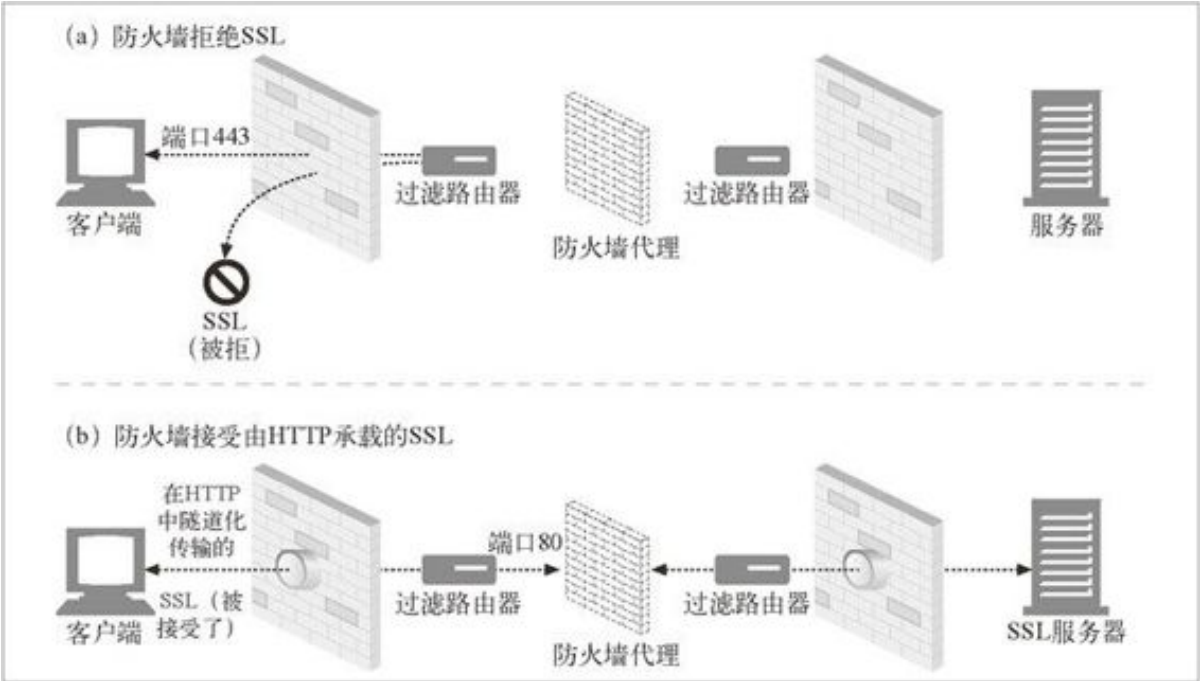 (a) 防火墙拒绝SSL
端口443
客户端
过滤路由器
防火墙代理
过滤路由器
服务器
SSL
（被拒）
(b) 防火墙接受由HTTP承载的SSL
在HTTP
中隧道化
传输的
SSL（被
接受了）
客户端
端口80
过滤路由器
防火墙代理
过滤路由器
SSL服务器